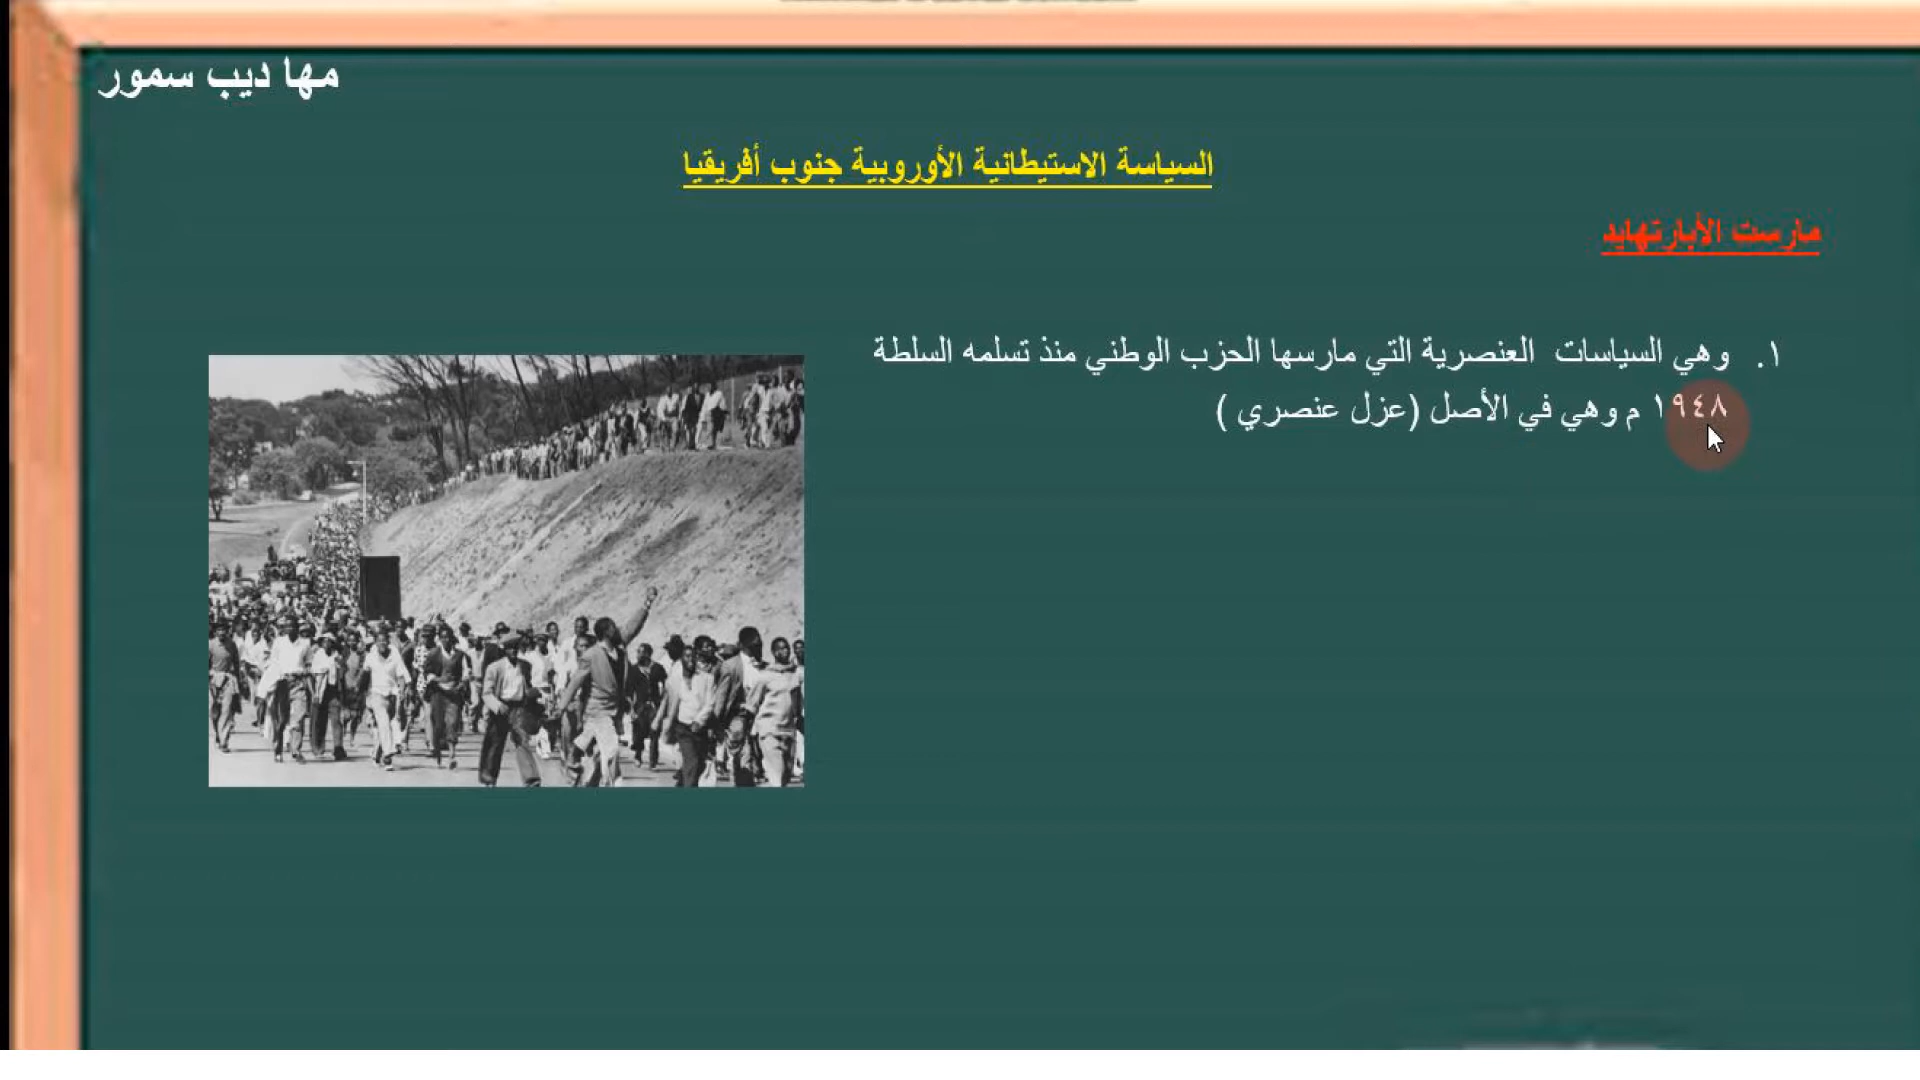 مها ديب سمور
السياسة الاستيطانية الأوروبية جنوب أفريقيا
مارست الأبارتهايد
١. وهي السياسات العنصرية التي مارسها الحزب الوطني منذ تسلمه السلطة
١٩٤٨ م وهي في الأصل (عزل عنصري )